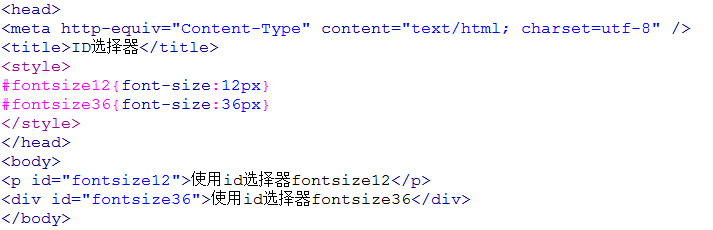 <head>
<meta http-equiv="Content-Type" content="text/html; charset=utf-8" />
<title>ID选择器</title>
<style>
#fontsize12{font-size:12px}
#fontsize36{font-size:36px}
</style>
</head>
<body>
<p id="fontsize12">使用id选择器fontsize12</p>
<div id="fontsize36">使用id选择器fontsize36</div>
</body>